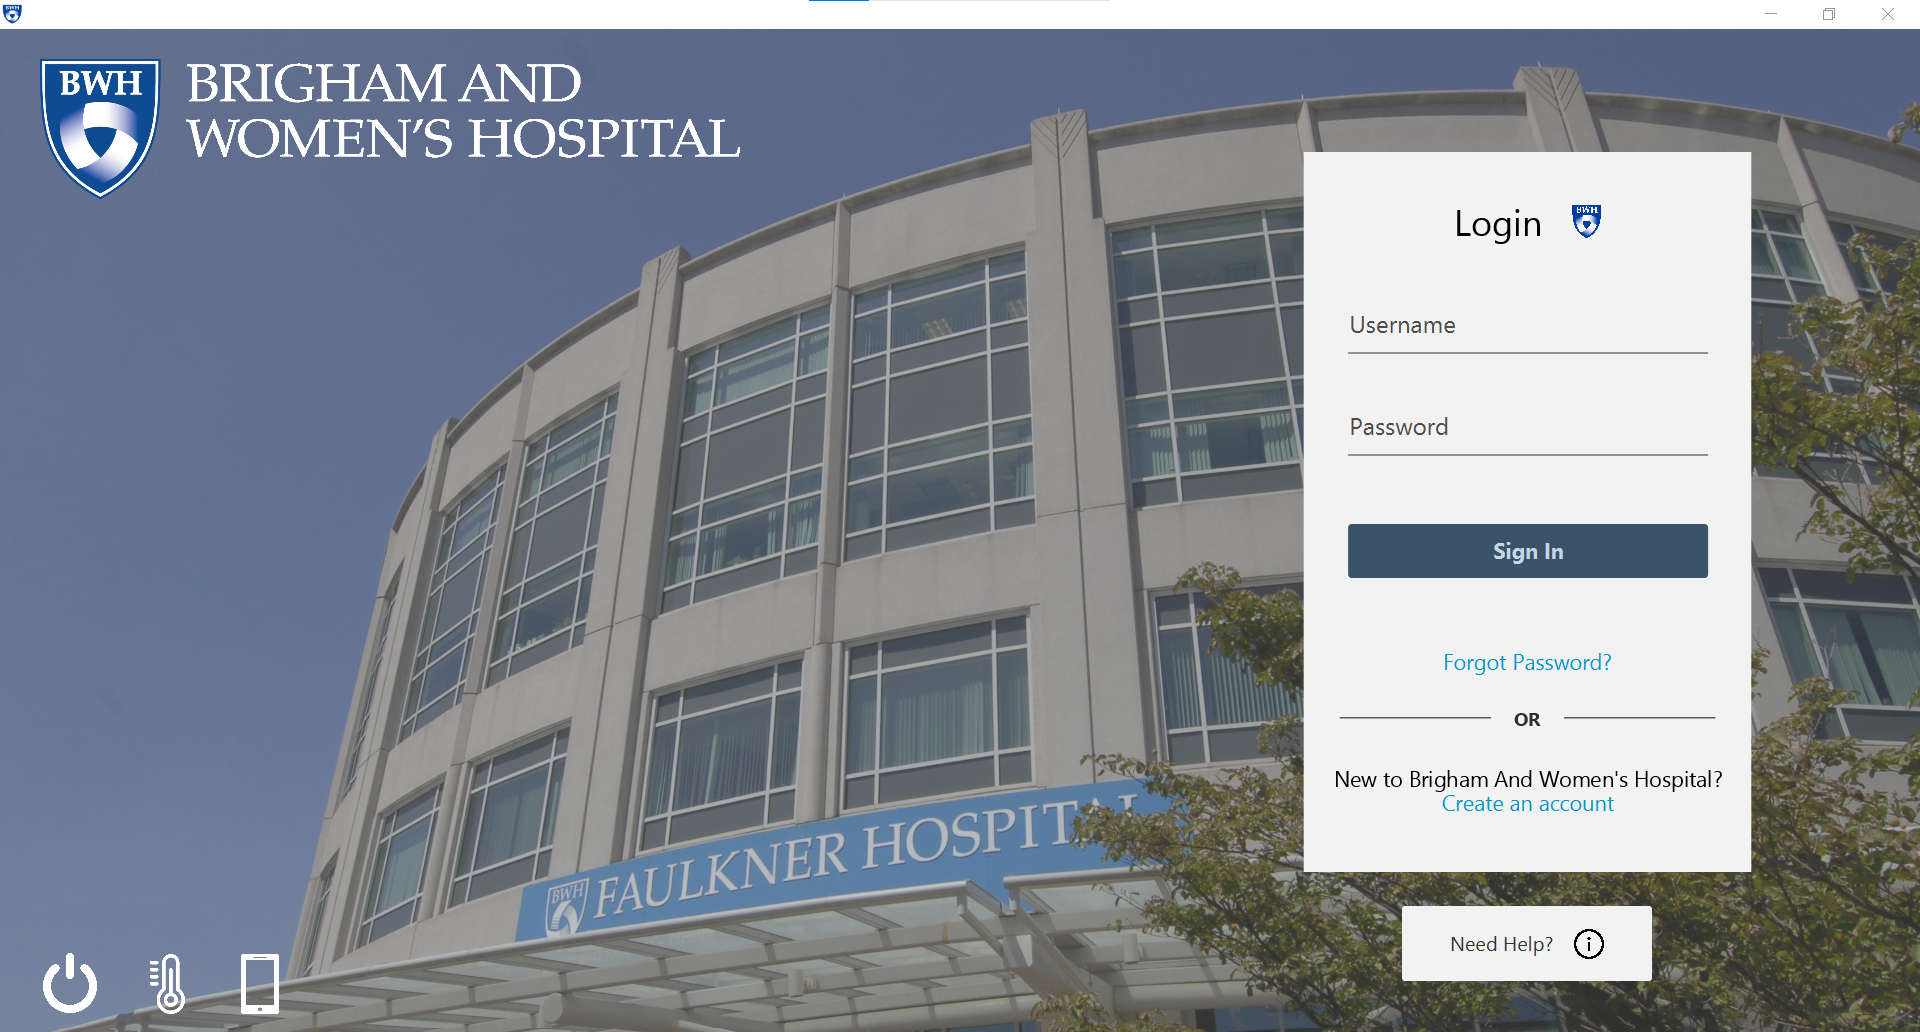 BWH
BRIGHAM AND
WOMEN'S HOSPITAL
Login
BWH
Username
Password
Sign In
Forgot Password?
OR
New to Brigham And Women's Hospital?
Create an account
BWH
FAULKNER HOSPITAL
Need Help?